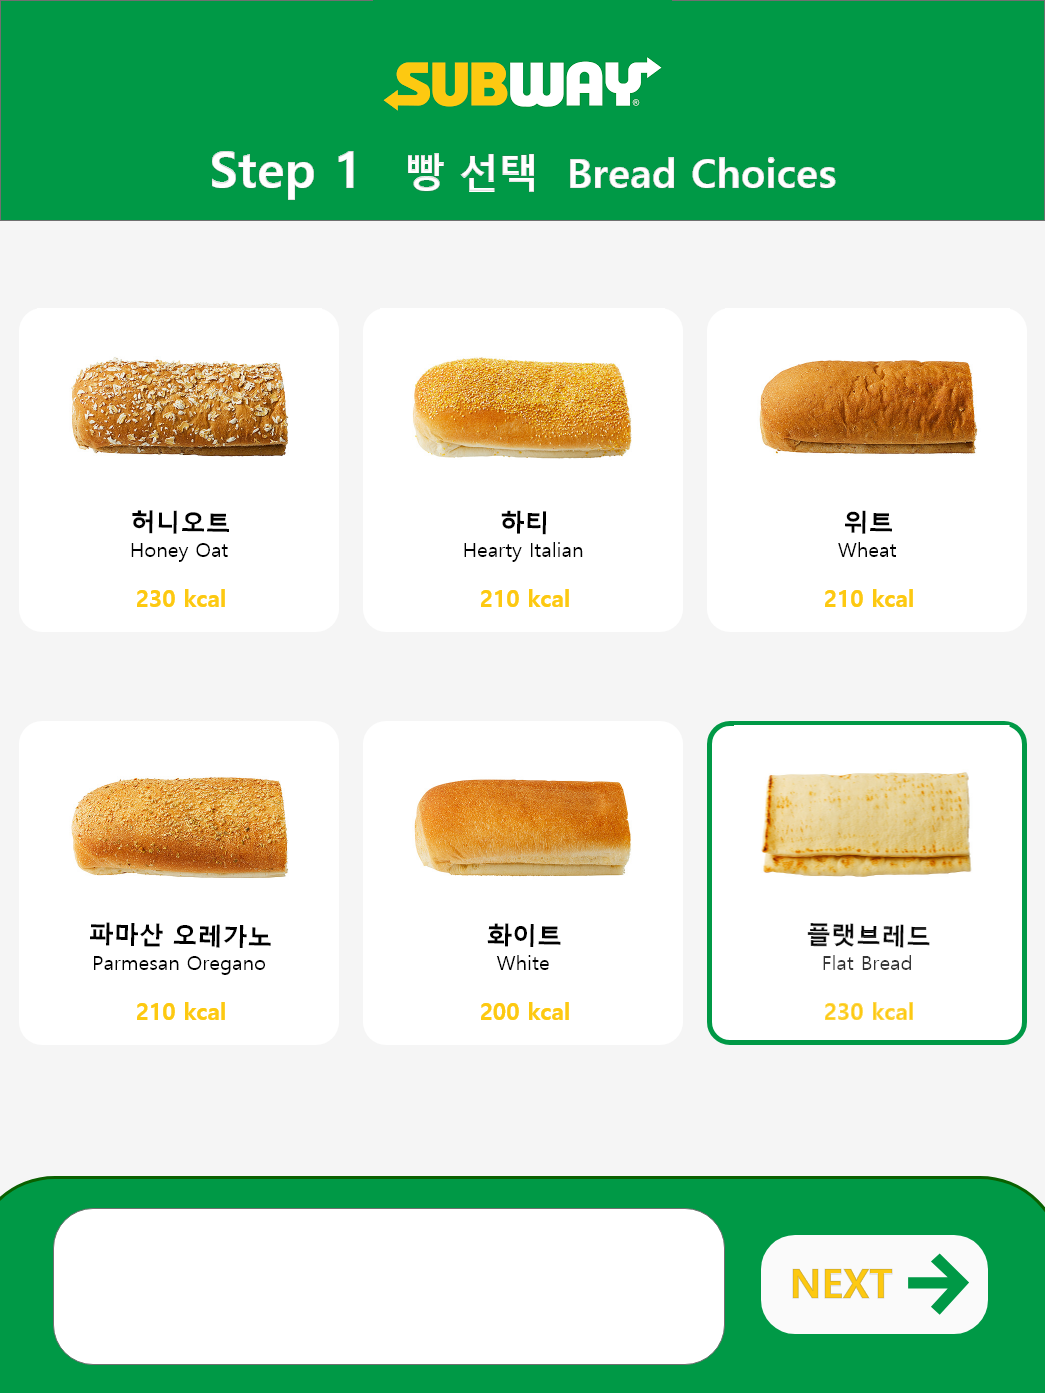 SUBWAY®
Step 1 빵 선택 Bread Choices
허니오트
Honey Oat
230 kcal
하티
Hearty Italian
210 kcal
위트
Wheat
210 kcal
파마산 오레가노
Parmesan Oregano
210 kcal
화이트
White
200 kcal
플랫브레드
Flat Bread
230 kcal
NEXT